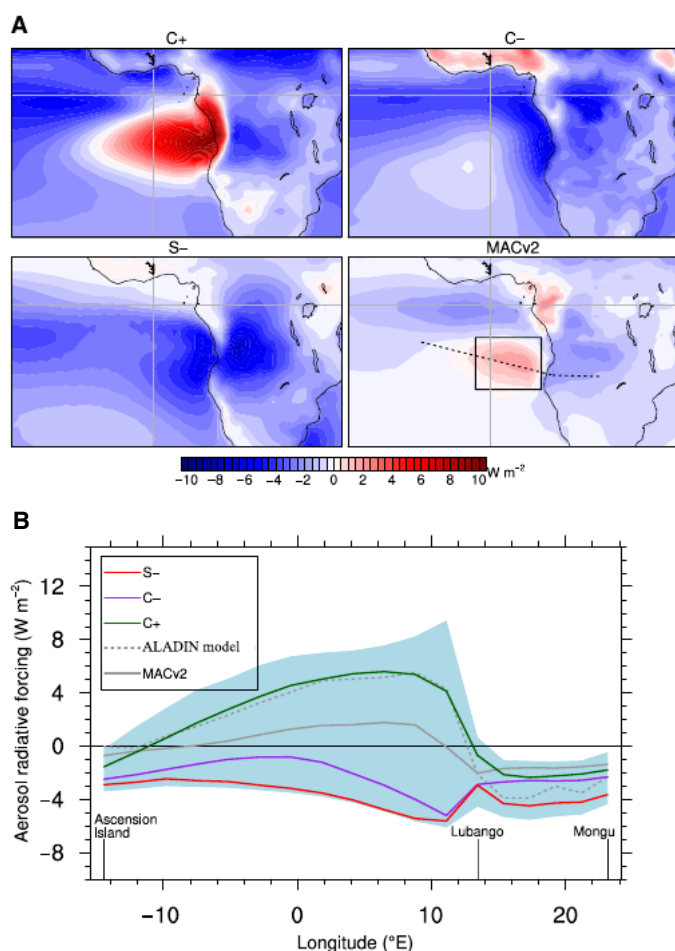 A
C+
C−
S−
MACv2
−10 −8 −6 −4 −2 0 2 4 6 8 10 W m⁻²
B
12
8
4
0
−4
−8
Aerosol radiative forcing (W m⁻²)
S−
C−
C+
ALADIN model
MACv2
Ascension
Island
Lubango
Mongu
−10 0 10 20
Longitude (°E)